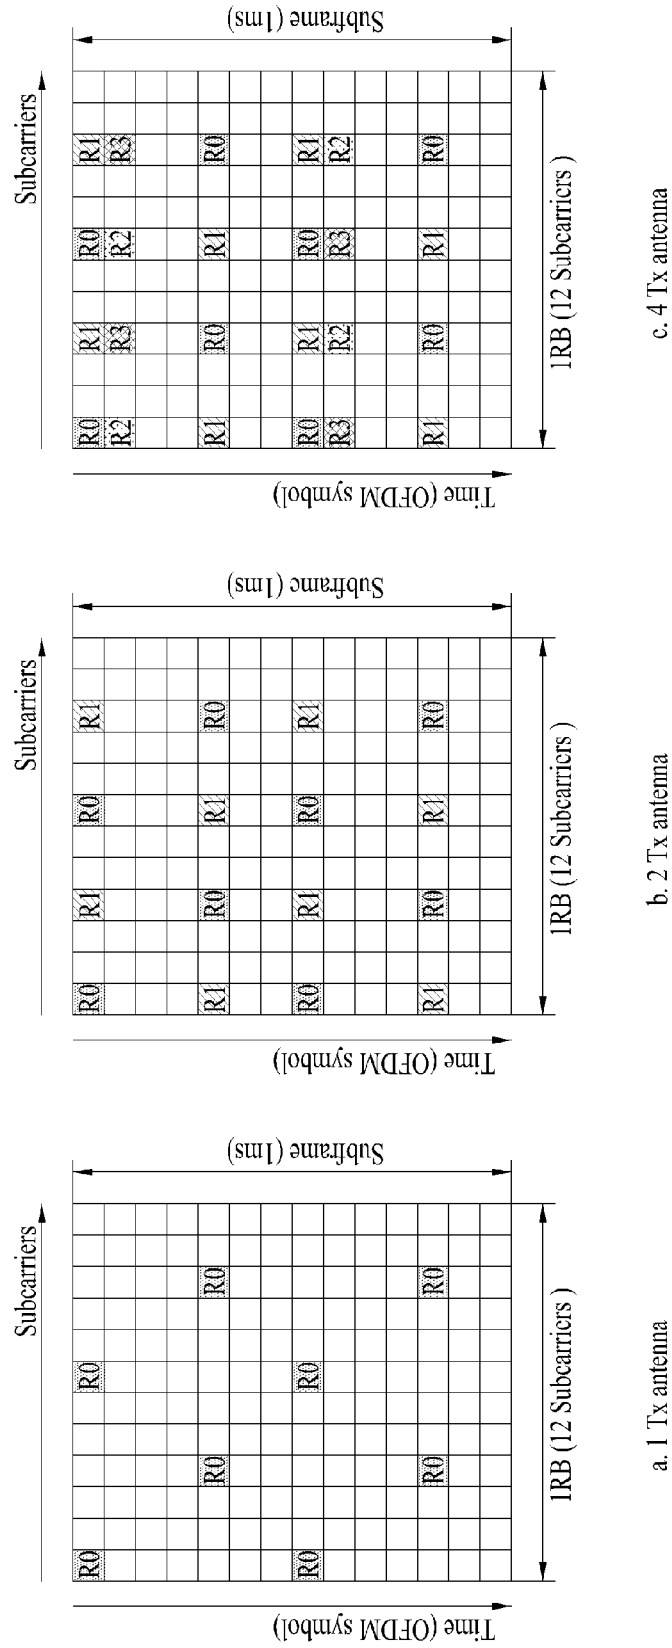 Subcarriers
Time (OFDM symbol)
R0 R0
R0 R0
R0 R0
R0 R0
Subframe (1ms)
1RB (12 Subcarriers )
a. 1 Tx antenna
Subcarriers
Time (OFDM symbol)
R0 R1 R0 R1
R1 R0 R1 R0
R0 R1 R0 R1
R1 R0 R1 R0
Subframe (1ms)
1RB (12 Subcarriers )
b. 2 Tx antenna
Subcarriers
Time (OFDM symbol)
R0 R1 R0 R1
R2 R3 R2 R3
R1 R0 R1 R0
R0 R1 R0 R1
R3 R2 R3 R2
R1 R0 R1 R0
Subframe (1ms)
1RB (12 Subcarriers )
c. 4 Tx antenna